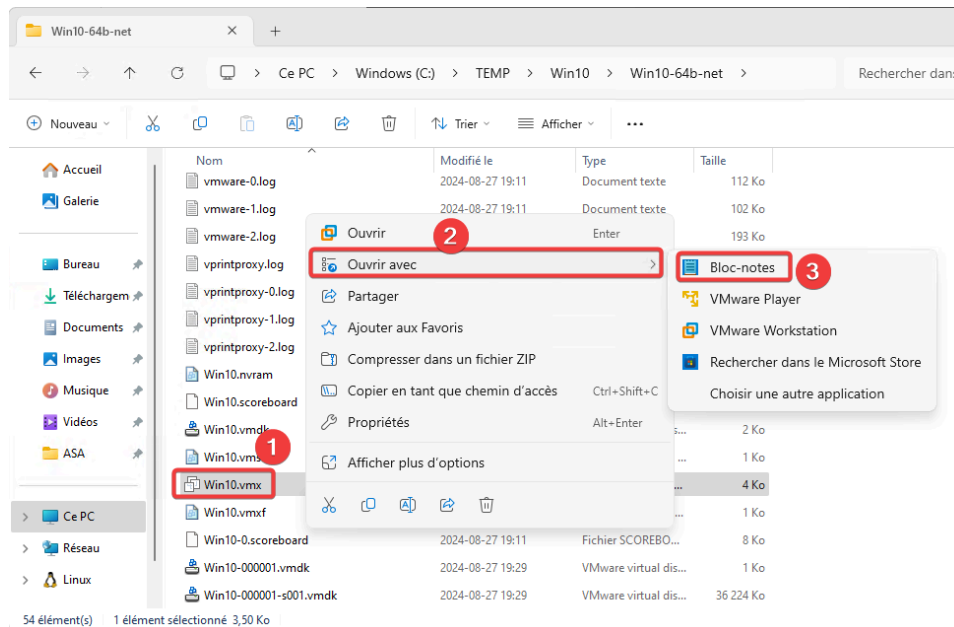 Win10-64b-net
Ce PC > Windows (C:) > TEMP > Win10 > Win10-64b-net >
Rechercher dans
Nouveau
Trier
Afficher
Nom Modifié le Type Taille
Accueil
Galerie
Bureau
Téléchargem
Documents
Images
Musique
Vidéos
ASA
Ce PC
Réseau
Linux
vmware-0.log 2024-08-27 19:11 Document texte 112 Ko
vmware-1.log 2024-08-27 19:11 Document texte 102 Ko
vmware-2.log 193 Ko
vprintproxy.log
vprintproxy-0.log
vprintproxy-1.log
vprintproxy-2.log
Win10.nvram
Win10.scoreboard
Win10.vmdk 2 Ko
Win10.vms 1 Ko
Win10.vmx 4 Ko
Win10.vmxf 1 Ko
Win10-0.scoreboard 2024-08-27 19:11 Fichier SCOREBO... 8 Ko
Win10-000001.vmdk 2024-08-27 19:29 VMware virtual dis... 1 Ko
Win10-000001-s001.vmdk 2024-08-27 19:29 VMware virtual dis... 36 224 Ko
1
2
Ouvrir Enter
Ouvrir avec
Partager
Ajouter aux Favoris
Compresser dans un fichier ZIP
Copier en tant que chemin d'accès Ctrl+Shift+C
Propriétés Alt+Enter
Afficher plus d'options
3
Bloc-notes
VMware Player
VMware Workstation
Rechercher dans le Microsoft Store
Choisir une autre application
54 élément(s) 1 élément sélectionné 3,50 Ko